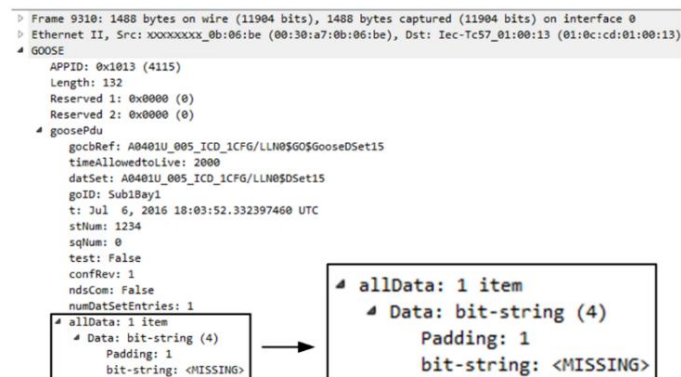 Frame 9310: 1488 bytes on wire (11904 bits), 1488 bytes captured (11904 bits) on interface 0
Ethernet II, Src: xxxxxxxx_0b:06:be (00:30:a7:0b:06:be), Dst: Iec-Tc57_01:00:13 (01:0c:cd:01:00:13)
GOOSE
APPID: 0x1013 (4115)
Length: 132
Reserved 1: 0x0000 (0)
Reserved 2: 0x0000 (0)
goosePdu
gocbRef: A0401U_005_ICD_1CFG/LLN0$GO$GooseDSet15
timeAllowedtoLive: 2000
datSet: A0401U_005_ICD_1CFG/LLN0$DSet15
goID: Sub1Bay1
t: Jul  6, 2016 18:03:52.332397460 UTC
stNum: 1234
sqNum: 0
test: False
confRev: 1
ndsCom: False
numDatSetEntries: 1
allData: 1 item
Data: bit-string (4)
Padding: 1
bit-string: <MISSING>
allData: 1 item
Data: bit-string (4)
Padding: 1
bit-string: <MISSING>